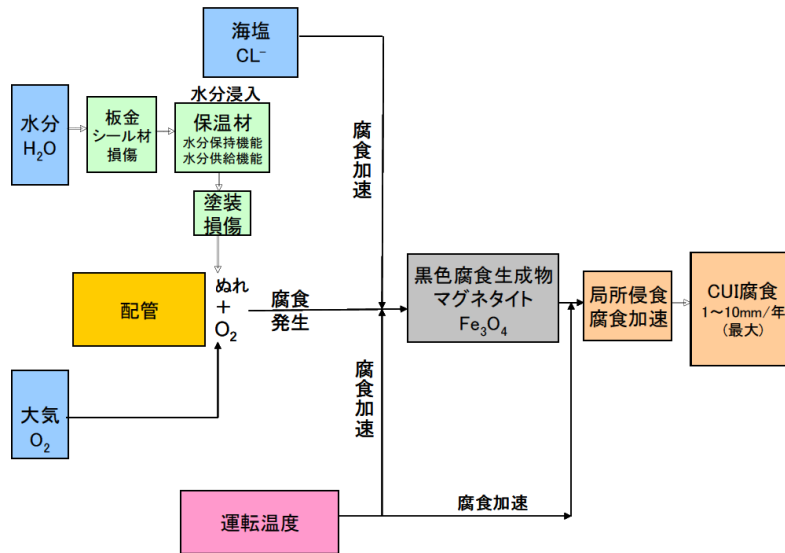 海塩
CL⁻
水分浸入
水分
H₂O
板金
シール材
損傷
保温材
水分保持機能
水分供給機能
腐食加速
塗装
損傷
配管
ぬれ
+
O₂
腐食
発生
黒色腐食生成物
マグネタイト
Fe₃O₄
局所侵食
腐食加速
CUI腐食
1～10mm/年
(最大)
大気
O₂
腐食加速
運転温度
腐食加速